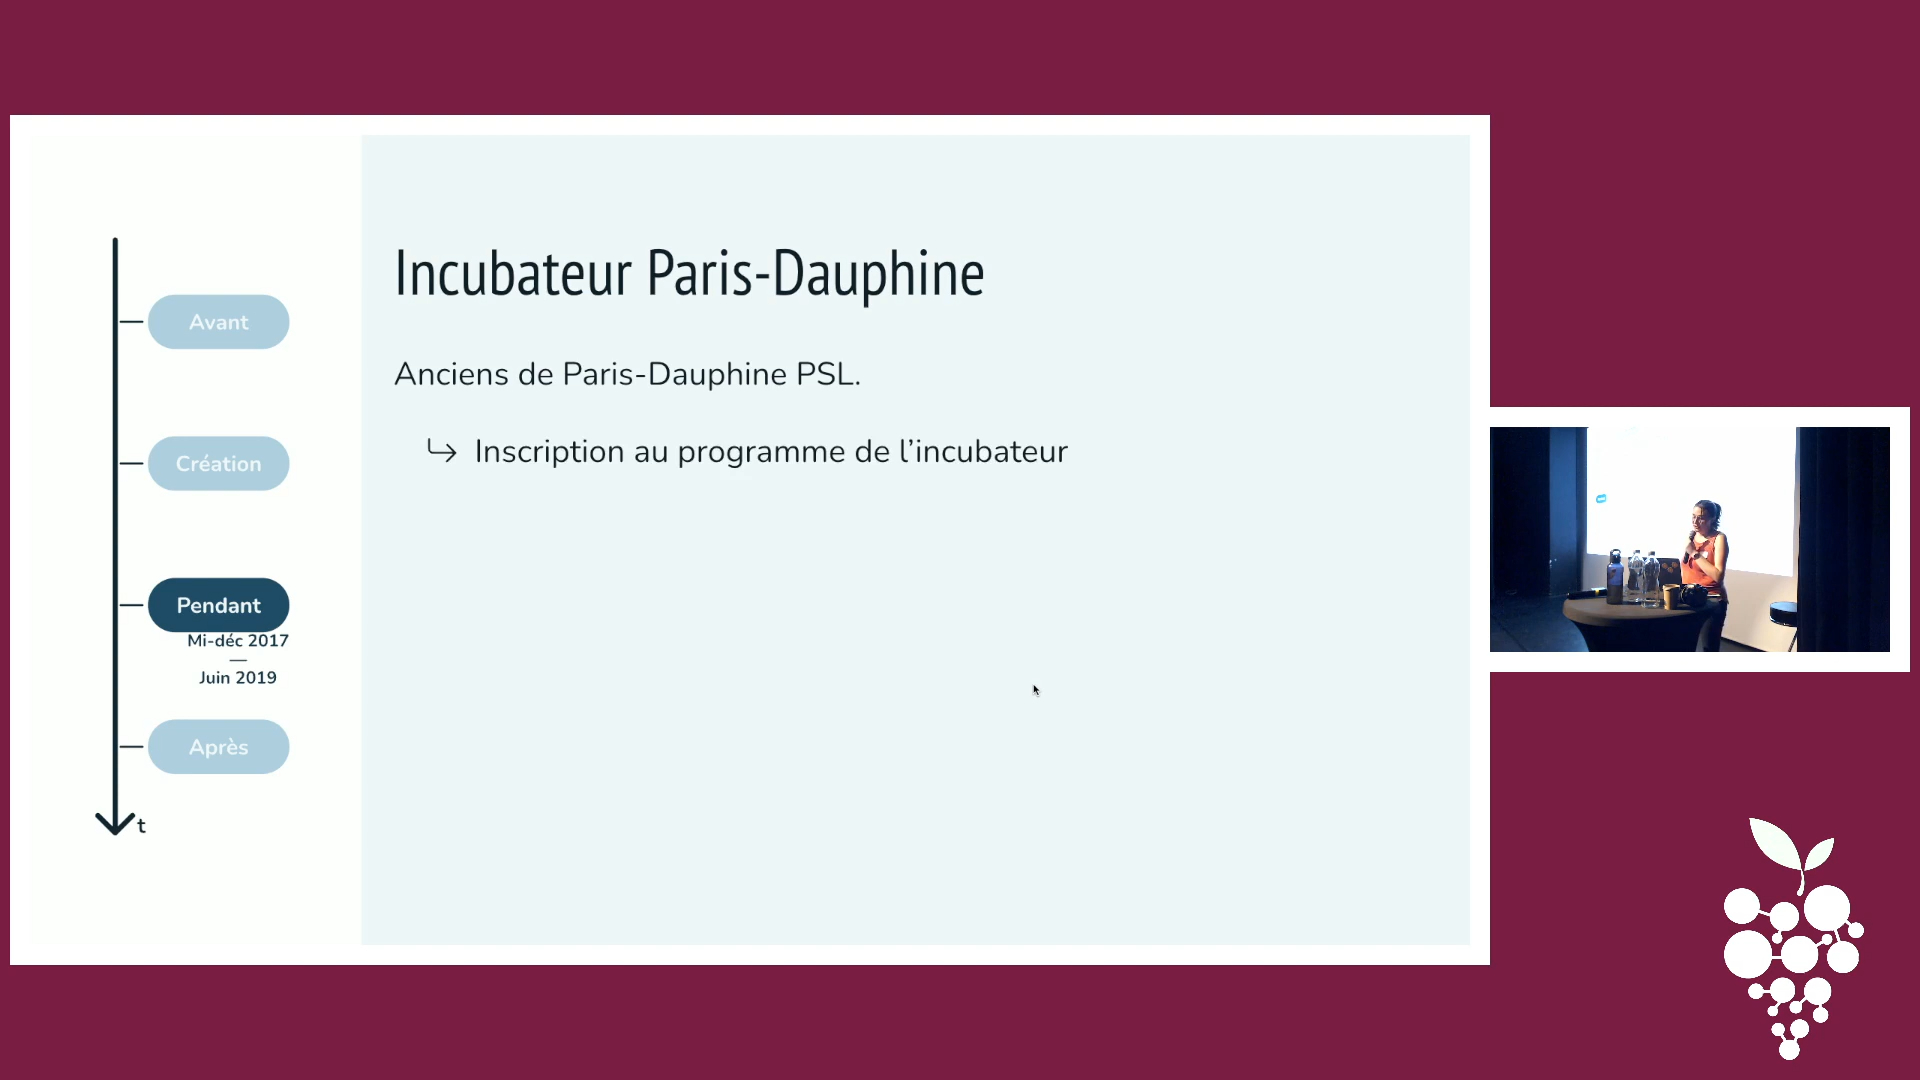 Incubateur Paris-Dauphine
Anciens de Paris-Dauphine PSL.
↳ Inscription au programme de l’incubateur
Avant
Création
Pendant
Mi-déc 2017
—
Juin 2019
Après
t